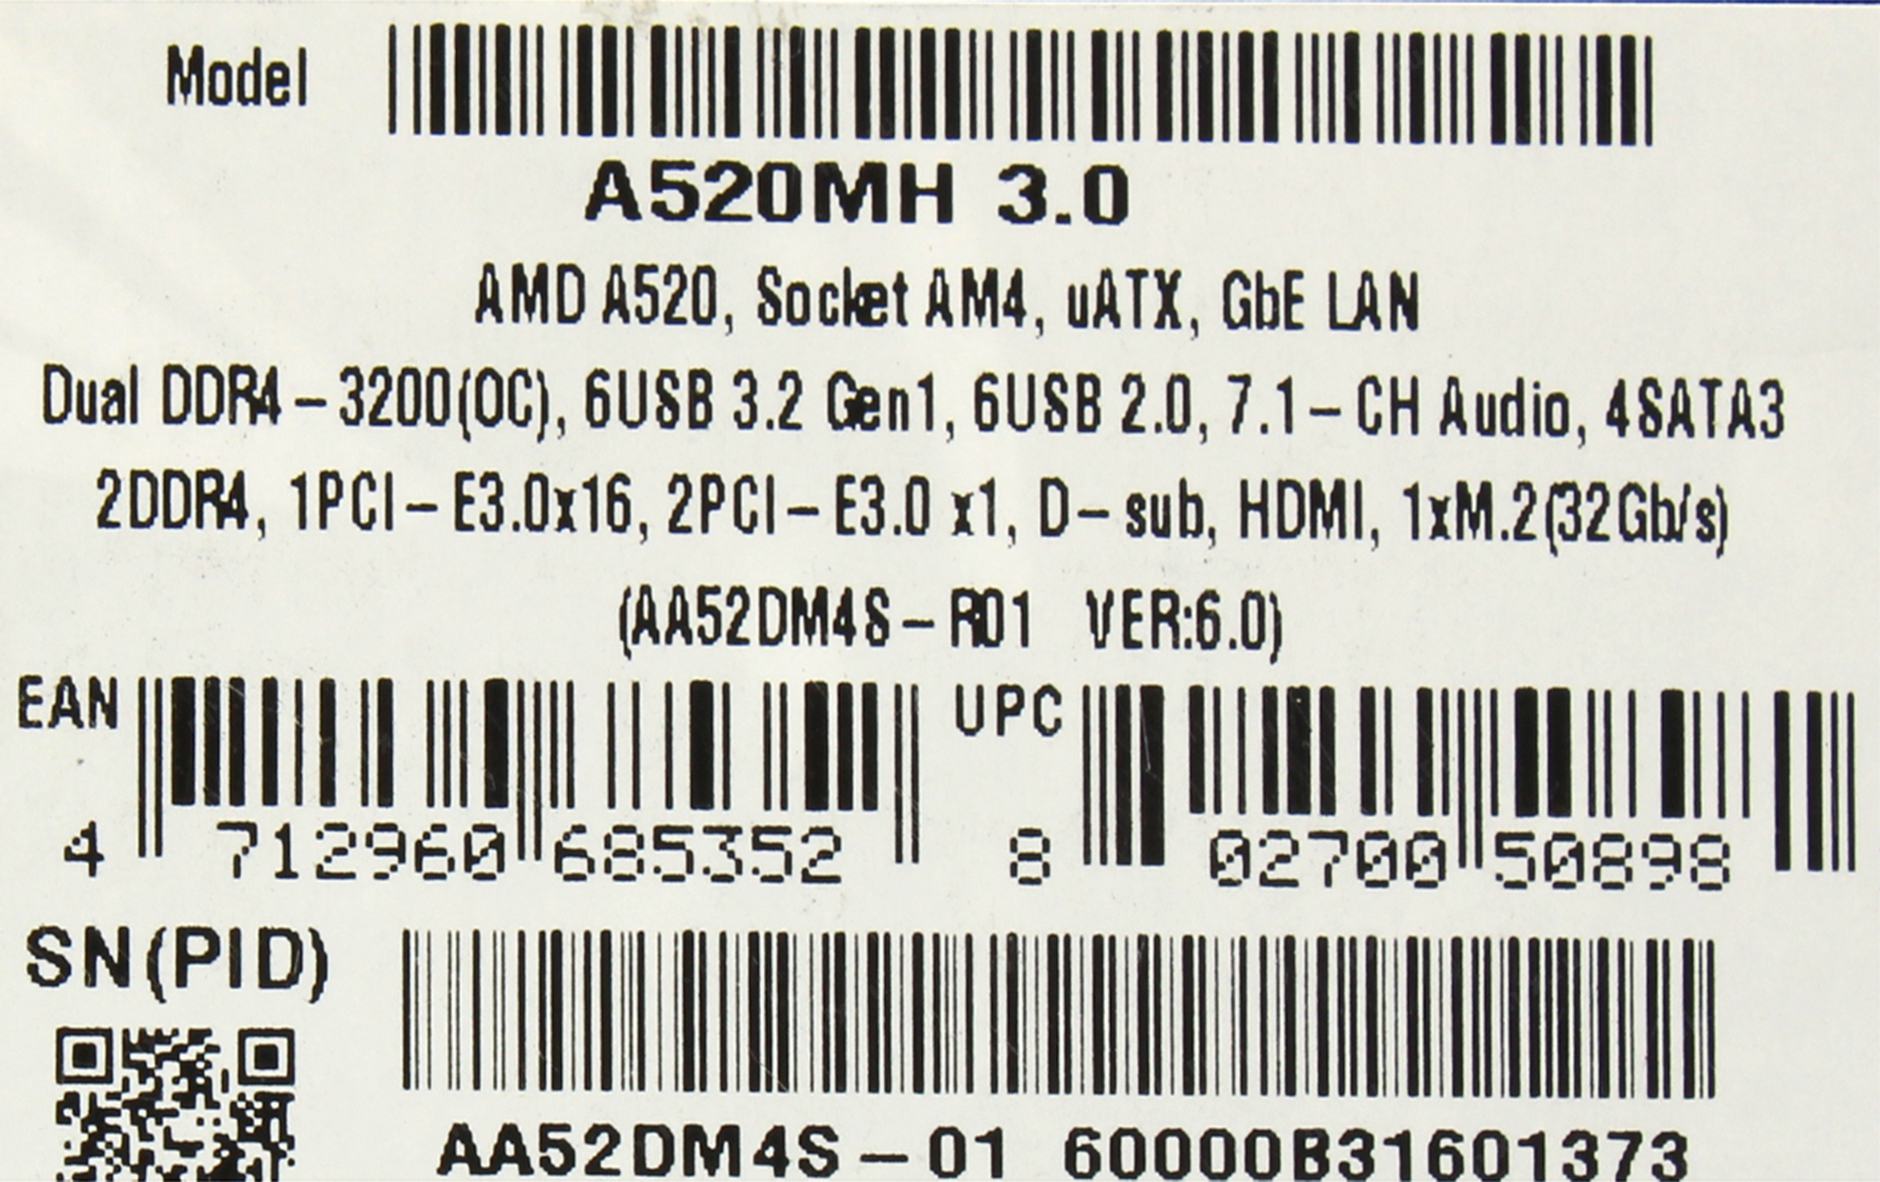 Model
A520MH 3.0
AMD A520, Socket AM4, uATX, GbE LAN
Dual DDR4-3200(OC), 6USB 3.2 Gen1, 6USB 2.0, 7.1-CH Audio, 4SATA3
2DDR4, 1PCI-E3.0x16, 2PCI-E3.0 x1, D-sub, HDMI, 1xM.2(32Gb/s)
(AA52DM4S-R01 VER:6.0)
EAN
4 712960 685352
UPC
8 02700 50898
SN(PID)
AA52DM4S-01 60000B31601373